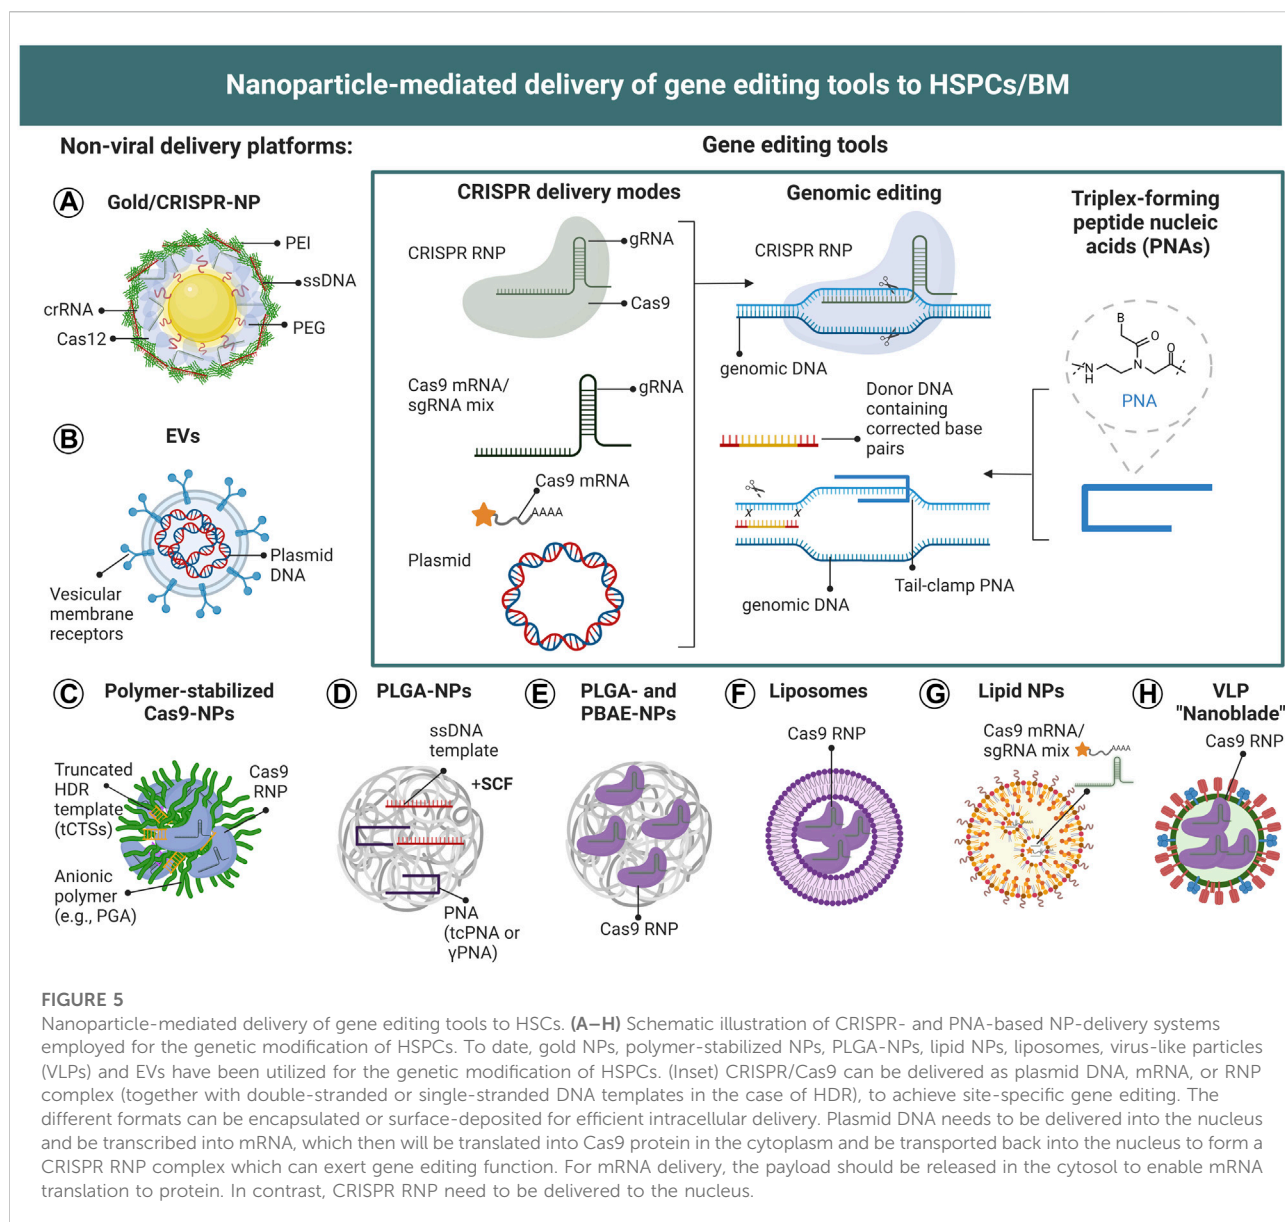 Nanoparticle-mediated delivery of gene editing tools to HSPCs/BM
Non-viral delivery platforms:
Gene editing tools
A
Gold/CRISPR-NP
PEI
ssDNA
crRNA
Cas12
PEG
B
EVs
Plasmid
DNA
Vesicular
membrane
receptors
CRISPR delivery modes
CRISPR RNP
gRNA
Cas9
Cas9 mRNA/
sgRNA mix
gRNA
Cas9 mRNA
AAAA
Plasmid
Genomic editing
CRISPR RNP
genomic DNA
Donor DNA
containing
corrected base
pairs
x
x
Tail-clamp PNA
genomic DNA
Triplex-forming
peptide nucleic
acids (PNAs)
B
O
O
N
N
H
PNA
C
Polymer-stabilized
Cas9-NPs
Truncated
HDR
template
(tCTSs)
Cas9
RNP
Anionic
polymer
(e.g., PGA)
D
PLGA-NPs
ssDNA
template
+SCF
PNA
(tcPNA or
γPNA)
E
PLGA- and
PBAE-NPs
Cas9 RNP
F
Liposomes
Cas9 RNP
G
Lipid NPs
Cas9 mRNA/
sgRNA mix
AAAA
H
VLP
"Nanoblade"
Cas9 RNP
FIGURE 5
Nanoparticle-mediated delivery of gene editing tools to HSCs. (A–H) Schematic illustration of CRISPR- and PNA-based NP-delivery systems
employed for the genetic modification of HSPCs. To date, gold NPs, polymer-stabilized NPs, PLGA-NPs, lipid NPs, liposomes, virus-like particles
(VLPs) and EVs have been utilized for the genetic modification of HSPCs. (Inset) CRISPR/Cas9 can be delivered as plasmid DNA, mRNA, or RNP
complex (together with double-stranded or single-stranded DNA templates in the case of HDR), to achieve site-specific gene editing. The
different formats can be encapsulated or surface-deposited for efficient intracellular delivery. Plasmid DNA needs to be delivered into the nucleus
and be transcribed into mRNA, which then will be translated into Cas9 protein in the cytoplasm and be transported back into the nucleus to form a
CRISPR RNP complex which can exert gene editing function. For mRNA delivery, the payload should be released in the cytosol to enable mRNA
translation to protein. In contrast, CRISPR RNP need to be delivered to the nucleus.